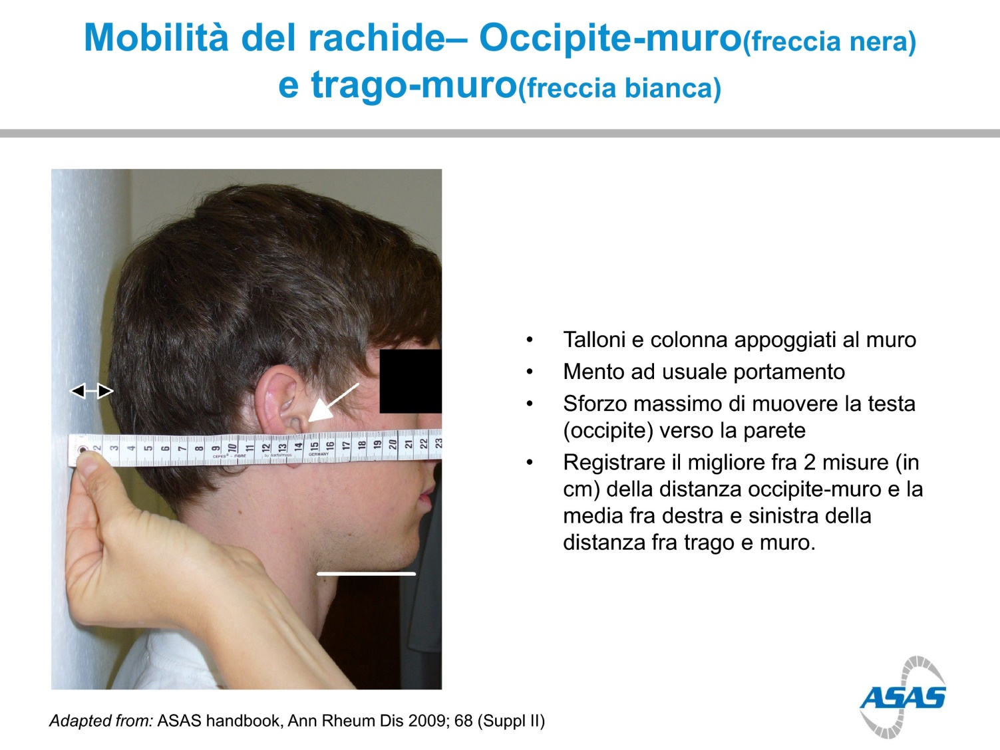 Mobilità del rachide– Occipite-muro(freccia nera)
e trago-muro(freccia bianca)
2 3 4 5 6 7 8 9 10 11 12 13 14 15 16 17 18 19 20 21 22 23
CEFES® - FIBRE
GERMANY
• Talloni e colonna appoggiati al muro
• Mento ad usuale portamento
• Sforzo massimo di muovere la testa
(occipite) verso la parete
• Registrare il migliore fra 2 misure (in
cm) della distanza occipite-muro e la
media fra destra e sinistra della
distanza fra trago e muro.
ASAS
Adapted from: ASAS handbook, Ann Rheum Dis 2009; 68 (Suppl II)